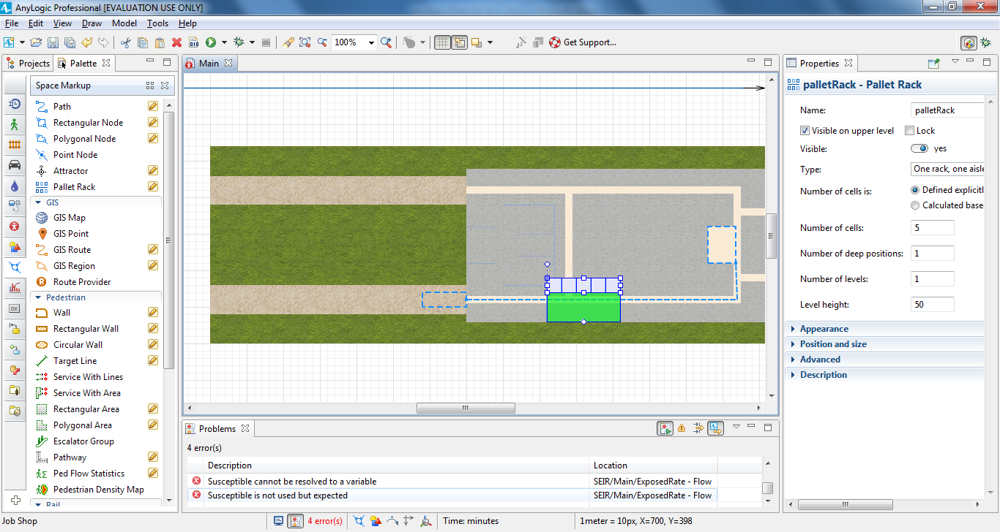 AnyLogic Professional [EVALUATION USE ONLY]
File Edit View Draw Model Tools Help
100% Get Support...
Projects Palette
Space Markup
Path
Rectangular Node
Polygonal Node
Point Node
Attractor
Pallet Rack
GIS
GIS Map
GIS Point
GIS Route
GIS Region
Route Provider
Pedestrian
Wall
Rectangular Wall
Circular Wall
Target Line
Service With Lines
Service With Area
Rectangular Area
Polygonal Area
Escalator Group
Pathway
Ped Flow Statistics
Pedestrian Density Map
Rail
OK
Main
Problems
4 error(s)
Description Location
Susceptible cannot be resolved to a variable SEIR/Main/ExposedRate - Flow
Susceptible is not used but expected SEIR/Main/ExposedRate - Flow
Properties
palletRack - Pallet Rack
Name: palletRack
Visible on upper level Lock
Visible: yes
Type: One rack, one aisle
Number of cells is: Defined explicitl
Calculated base
Number of cells: 5
Number of deep positions: 1
Number of levels: 1
Level height: 50
Appearance
Position and size
Advanced
Description
Job Shop 4 error(s) Time: minutes 1meter = 10px, X=700, Y=398